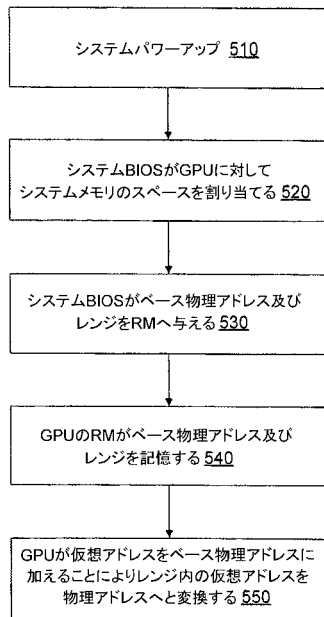 システムパワーアップ 510
システムBIOSがGPUに対して
システムメモリのスペースを割り当てる 520
システムBIOSがベース物理アドレス及び
レンジをRMへ与える 530
GPUのRMがベース物理アドレス及び
レンジを記憶する 540
GPUが仮想アドレスをベース物理アドレスに
加えることによりレンジ内の仮想アドレスを
物理アドレスへと変換する 550